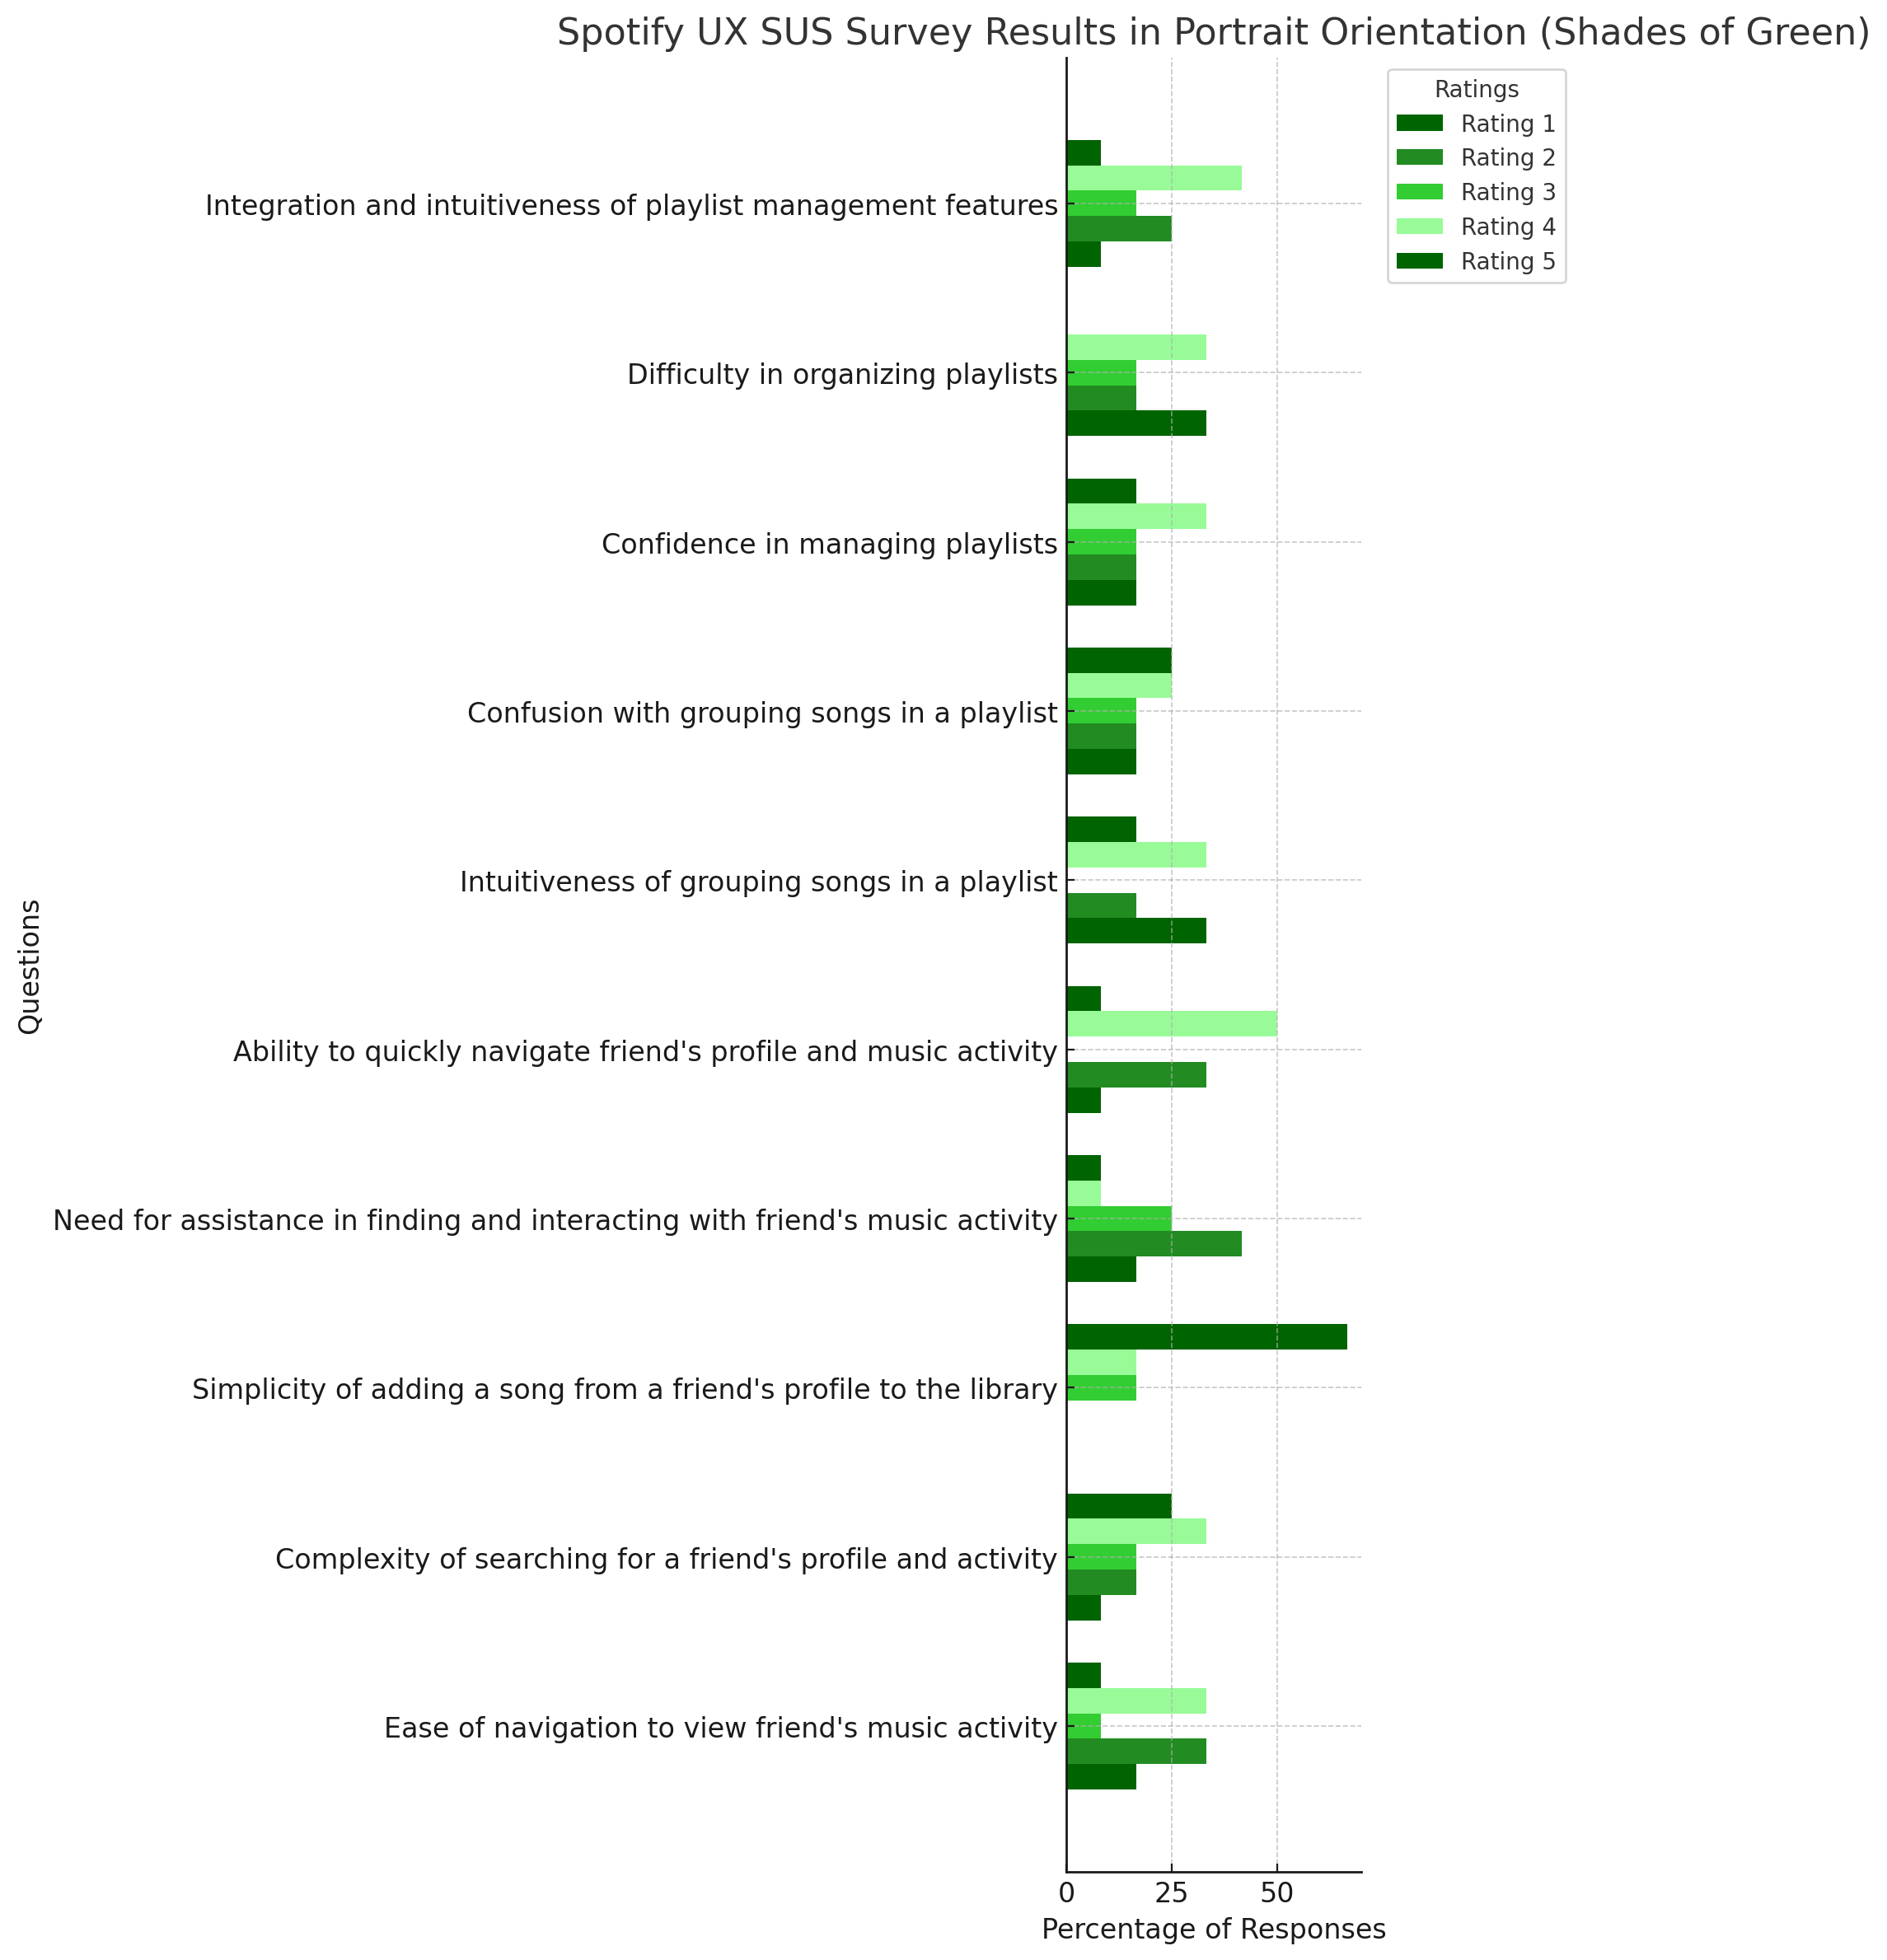 Spotify UX SUS Survey Results in Portrait Orientation (Shades of Green)
Ratings
Rating 1
Rating 2
Rating 3
Rating 4
Rating 5
Questions
Integration and intuitiveness of playlist management features
Difficulty in organizing playlists
Confidence in managing playlists
Confusion with grouping songs in a playlist
Intuitiveness of grouping songs in a playlist
Ability to quickly navigate friend's profile and music activity
Need for assistance in finding and interacting with friend's music activity
Simplicity of adding a song from a friend's profile to the library
Complexity of searching for a friend's profile and activity
Ease of navigation to view friend's music activity
0 25 50
Percentage of Responses